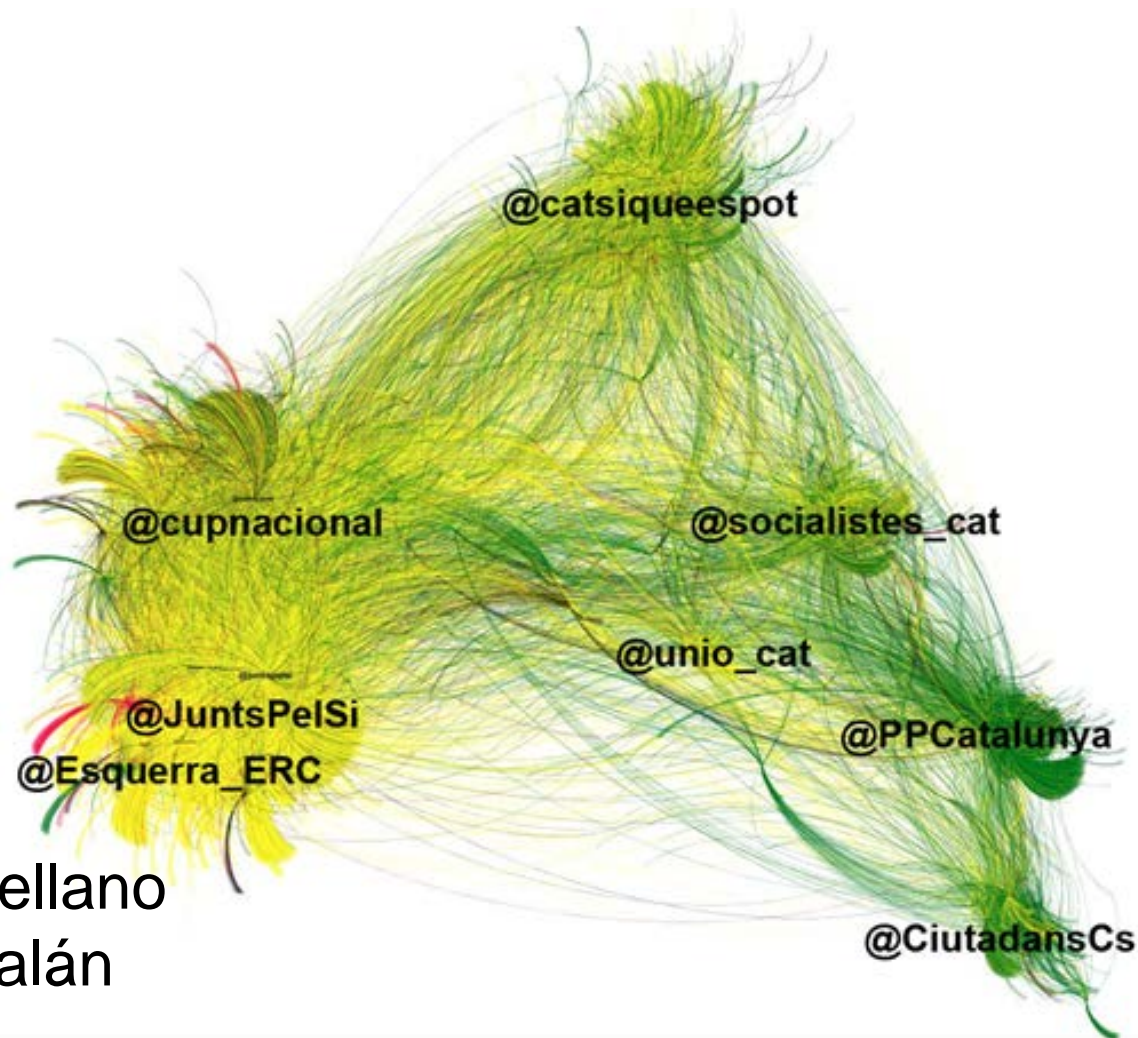 @catsiqueespot
@cupnacional
@socialistes_cat
@unio_cat
@JuntsPelSi
@PPCatalunya
@Esquerra_ERC
ellano
@CiutadansCs
alán